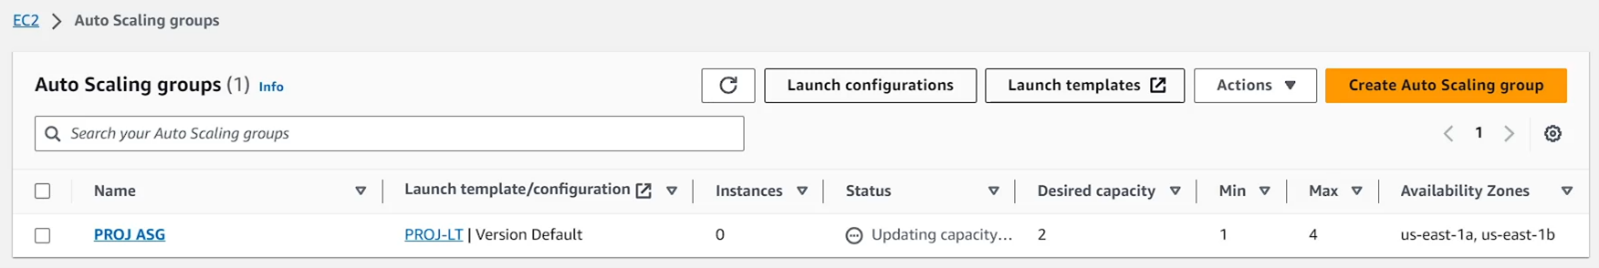 EC2 > Auto Scaling groups
Auto Scaling groups (1) Info
Launch configurations
Launch templates
Actions
Create Auto Scaling group
Search your Auto Scaling groups
1
Name Launch template/configuration Instances Status Desired capacity Min Max Availability Zones
PROJ ASG PROJ-LT | Version Default 0 Updating capacity... 2 1 4 us-east-1a, us-east-1b